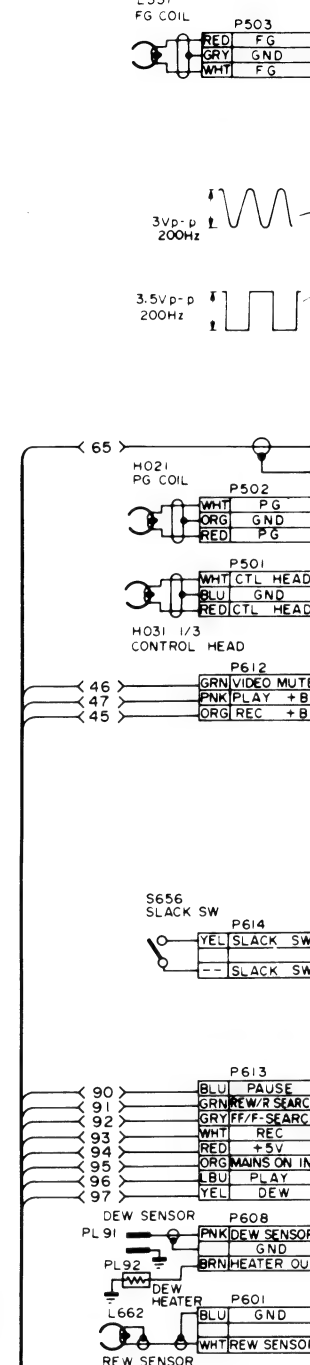 FG COIL
P503
RED FG
GRY GND
WHT FG
3Vp-p
200Hz
3.5Vp-p
200Hz
65
H021
PG COIL
P502
WHT PG
ORG GND
RED PG
P501
WHT CTL HEAD
BLU GND
RED CTL HEAD
H031 1/3
CONTROL HEAD
P612
46 GRN VIDEO MUTE
47 PNK PLAY +B
45 ORG REC +B
S656
SLACK SW
P614
YEL SLACK SW
-- SLACK SW
P613
90 BLU PAUSE
91 GRN REW/R SEARC
92 GRY FF/F-SEARC
93 WHT REC
94 RED +5V
95 ORG MAINS ON IN
96 LBU PLAY
97 YEL DEW
DEW SENSOR
P608
PL91
PNK DEW SENSOR
GND
PL92
BRN HEATER OU
DEW
HEATER
P601
L662
BLU GND
WHT REW SENSOR
REW SENSOR